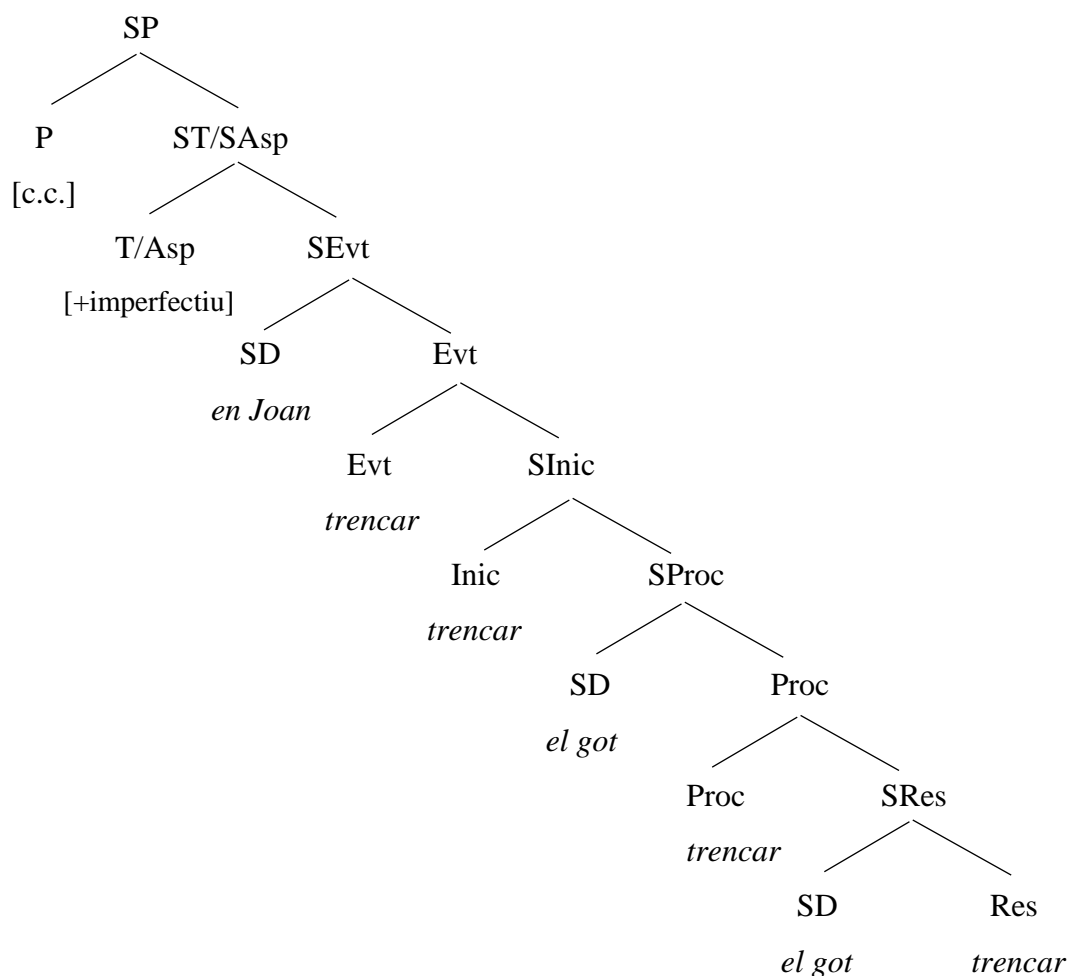 SP
P ST/SAsp
[c.c.]
T/Asp SEvt
[+imperfectiu]
SD Evt
en Joan
Evt SInic
trencar
Inic SProc
trencar
SD Proc
el got
Proc SRes
trencar
SD Res
el got trencar